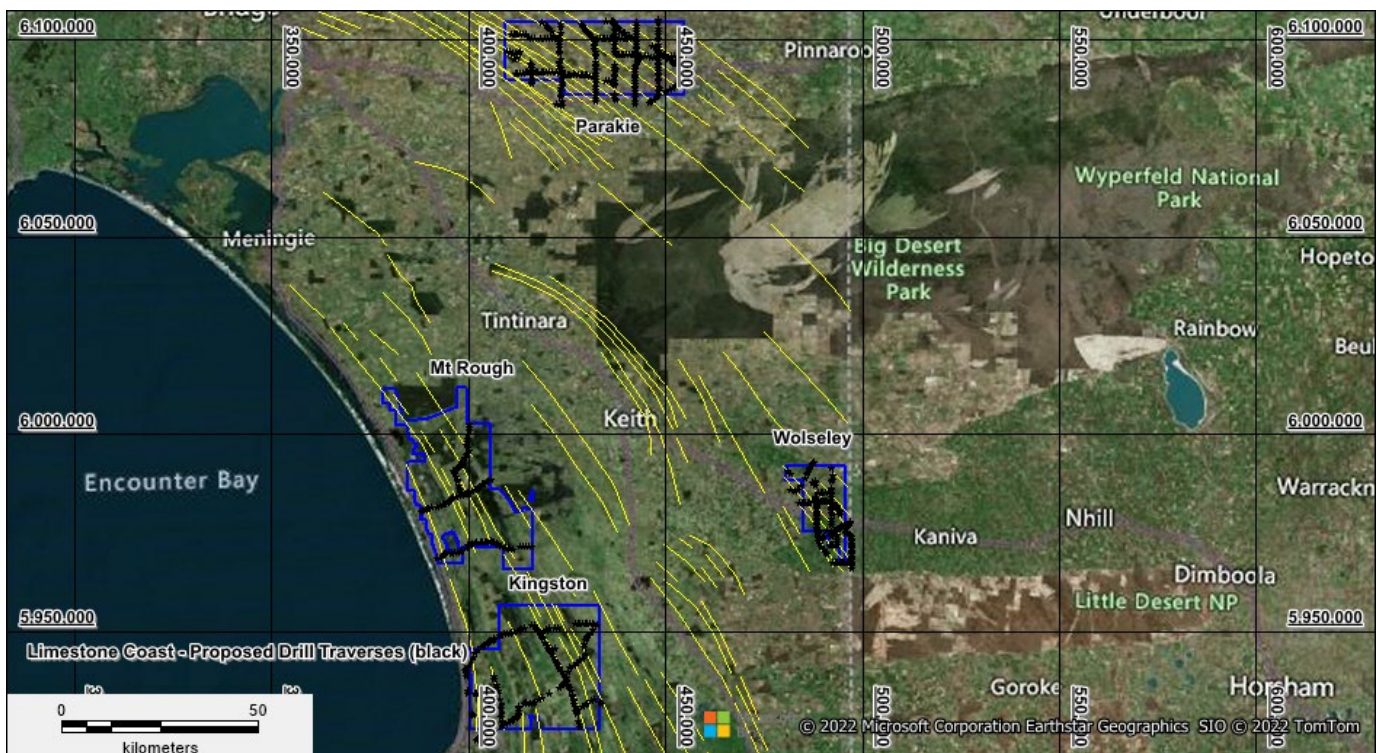 Bridge
Underbool
6.100.000
6.100.000
350.000
400.000
450.000
500.000
550.000
600.000
Pinnaroo
Parakie
Wyperfeld National
Park
6.050.000
6.050.000
Meningie
Big Desert
Wilderness
Park
Hopeto
Tintinara
Rainbow
Beul
Mt Rough
6.000.000
6.000.000
Keith
Wolseley
Encounter Bay
Warrackn
Nhill
Kaniva
Kingston
Dimboola
Little Desert NP
5.950.000
5.950.000
Limestone Coast - Proposed Drill Traverses (black)
400.000
450.000
500.000
550.000
600.000
Goroke
Horsham
0
50
kilometers
© 2022 Microsoft Corporation Earthstar Geographics SIO © 2022 TomTom